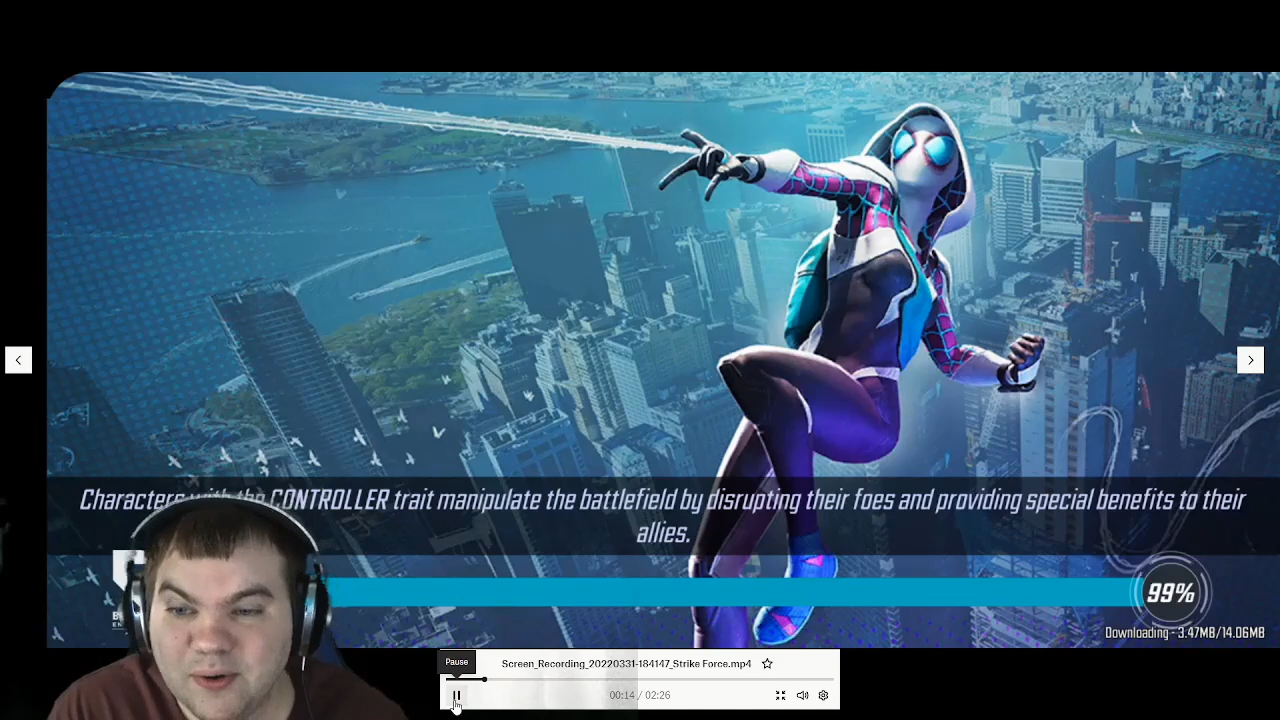 Characters with the CONTROLLER trait manipulate the battlefield by disrupting their foes and providing special benefits to their
allies.
99%
Downloading - 3.47MB/14.06MB
Pause
Screen_Recording_20220331-184147_Strike Force.mp4
00:14 / 02:26